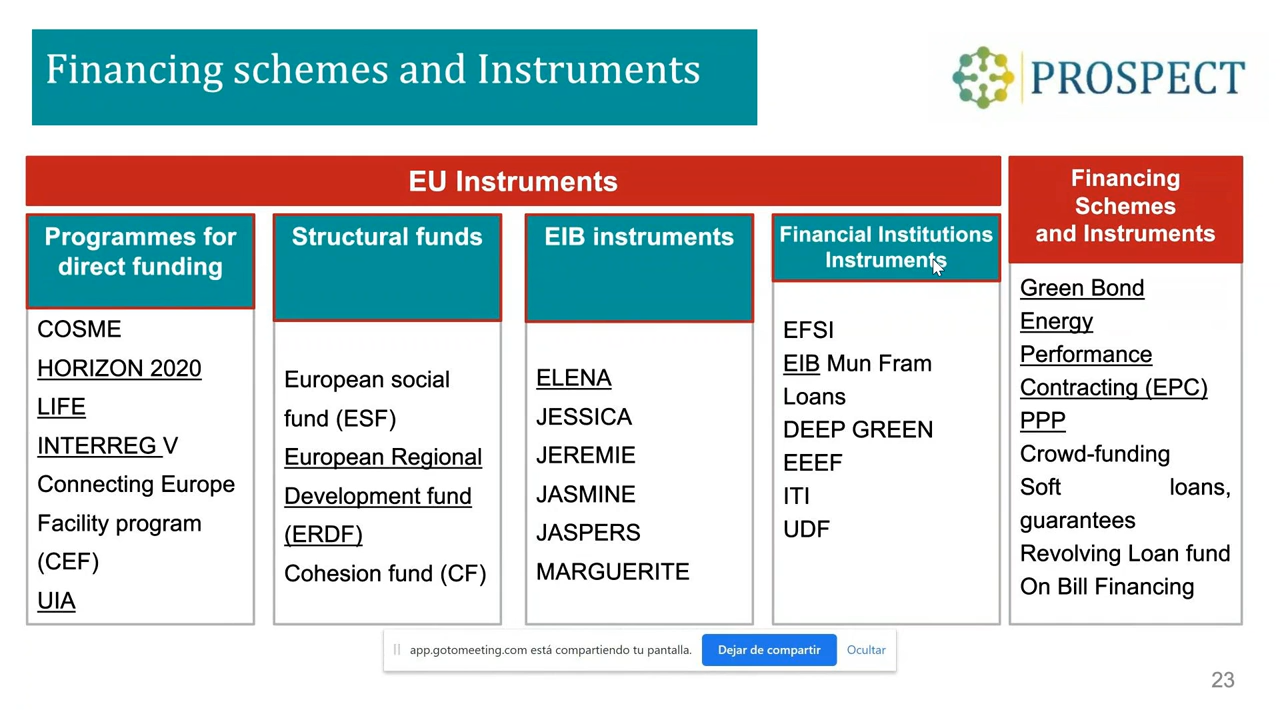 Financing schemes and Instruments
PROSPECT
EU Instruments
Programmes for
direct funding
COSME
HORIZON 2020
LIFE
INTERREG V
Connecting Europe
Facility program
(CEF)
UIA
Structural funds
European social
fund (ESF)
European Regional
Development fund
(ERDF)
Cohesion fund (CF)
EIB instruments
ELENA
JESSICA
JEREMIE
JASMINE
JASPERS
MARGUERITE
Financial Institutions
Instruments
EFSI
EIB Mun Fram
Loans
DEEP GREEN
EEEF
ITI
UDF
Financing
Schemes
and Instruments
Green Bond
Energy
Performance
Contracting (EPC)
PPP
Crowd-funding
Soft loans,
guarantees
Revolving Loan fund
On Bill Financing
app.gotomeeting.com está compartiendo tu pantalla.
Dejar de compartir
Ocultar
23